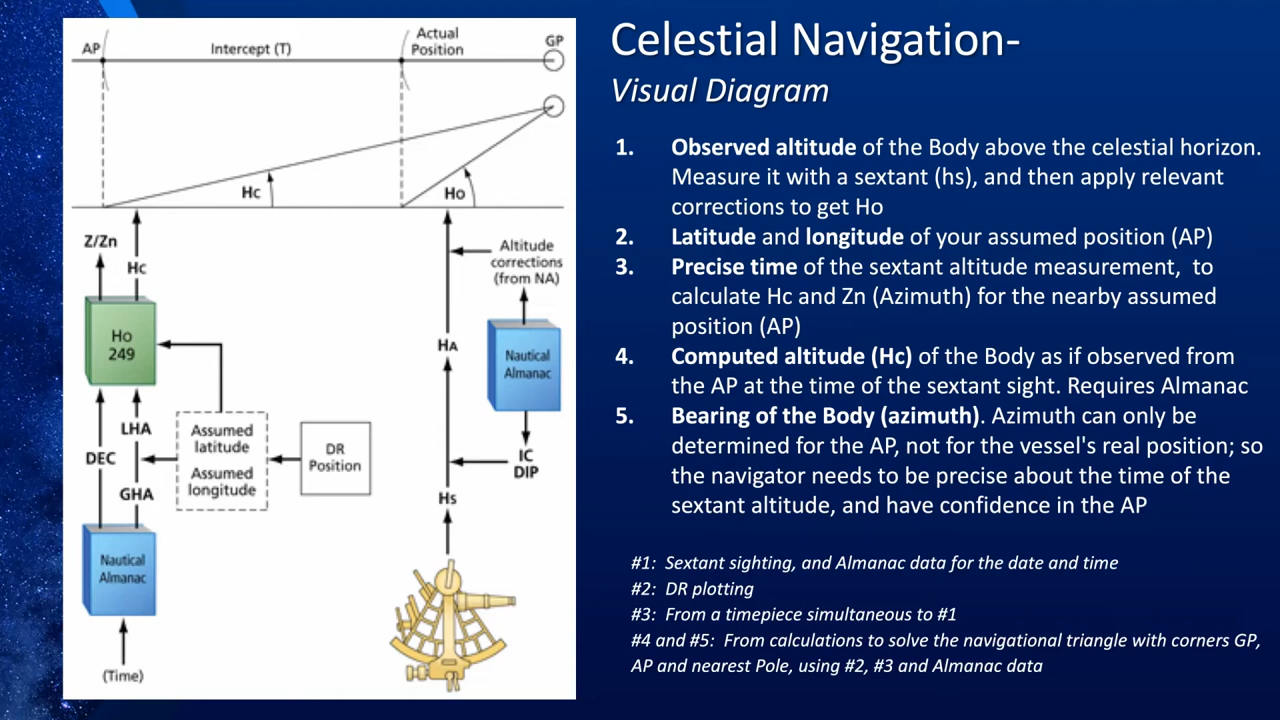 AP
Intercept (T)
Actual
Position
GP
Hc
Ho
Z/Zn
Hc
Altitude
corrections
(from NA)
Ho
249
HA
Nautical
Almanac
LHA
DEC
Assumed
latitude
Assumed
longitude
DR
Position
IC
DIP
GHA
Hs
Nautical
Almanac
(Time)
Celestial Navigation-
Visual Diagram
1. Observed altitude of the Body above the celestial horizon.
Measure it with a sextant (hs), and then apply relevant
corrections to get Ho
2. Latitude and longitude of your assumed position (AP)
3. Precise time of the sextant altitude measurement, to
calculate Hc and Zn (Azimuth) for the nearby assumed
position (AP)
4. Computed altitude (Hc) of the Body as if observed from
the AP at the time of the sextant sight. Requires Almanac
5. Bearing of the Body (azimuth). Azimuth can only be
determined for the AP, not for the vessel's real position; so
the navigator needs to be precise about the time of the
sextant altitude, and have confidence in the AP
#1: Sextant sighting, and Almanac data for the date and time
#2: DR plotting
#3: From a timepiece simultaneous to #1
#4 and #5: From calculations to solve the navigational triangle with corners GP,
AP and nearest Pole, using #2, #3 and Almanac data